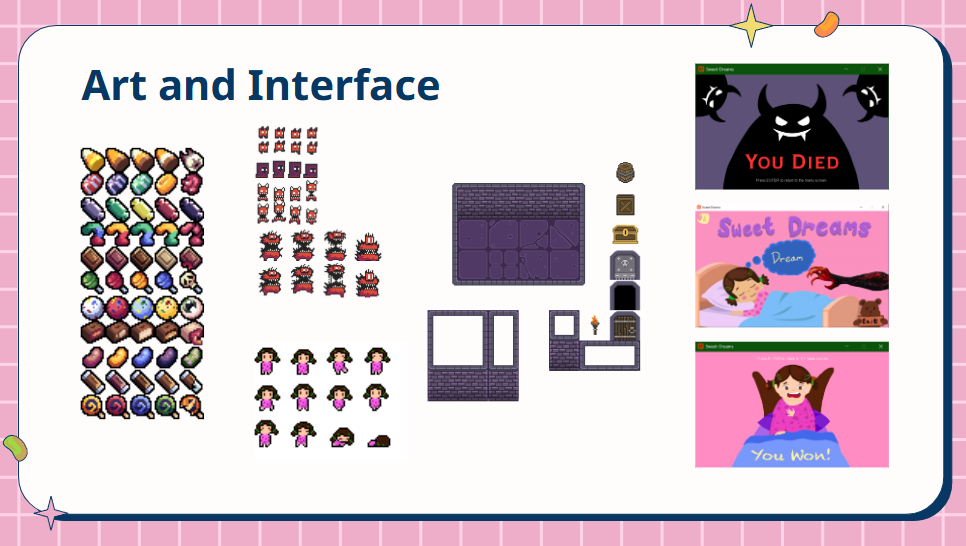 Art and Interface
Sweet Dreams
YOU DIED
Press ENTER to return to the menu screen
Sweet Dreams
Sweet Dreams
Dream
Sweet Dreams
You Won!